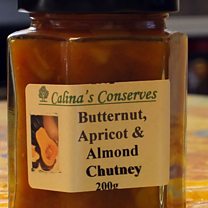 Calina's Conserves
Butternut,
Apricot &
Almond
Chutney
200g